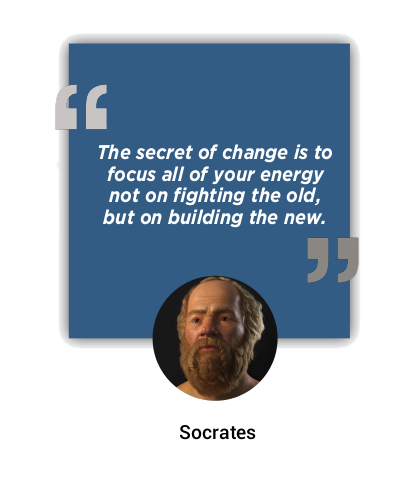 “
The secret of change is to
focus all of your energy
not on fighting the old,
but on building the new.
”
Socrates